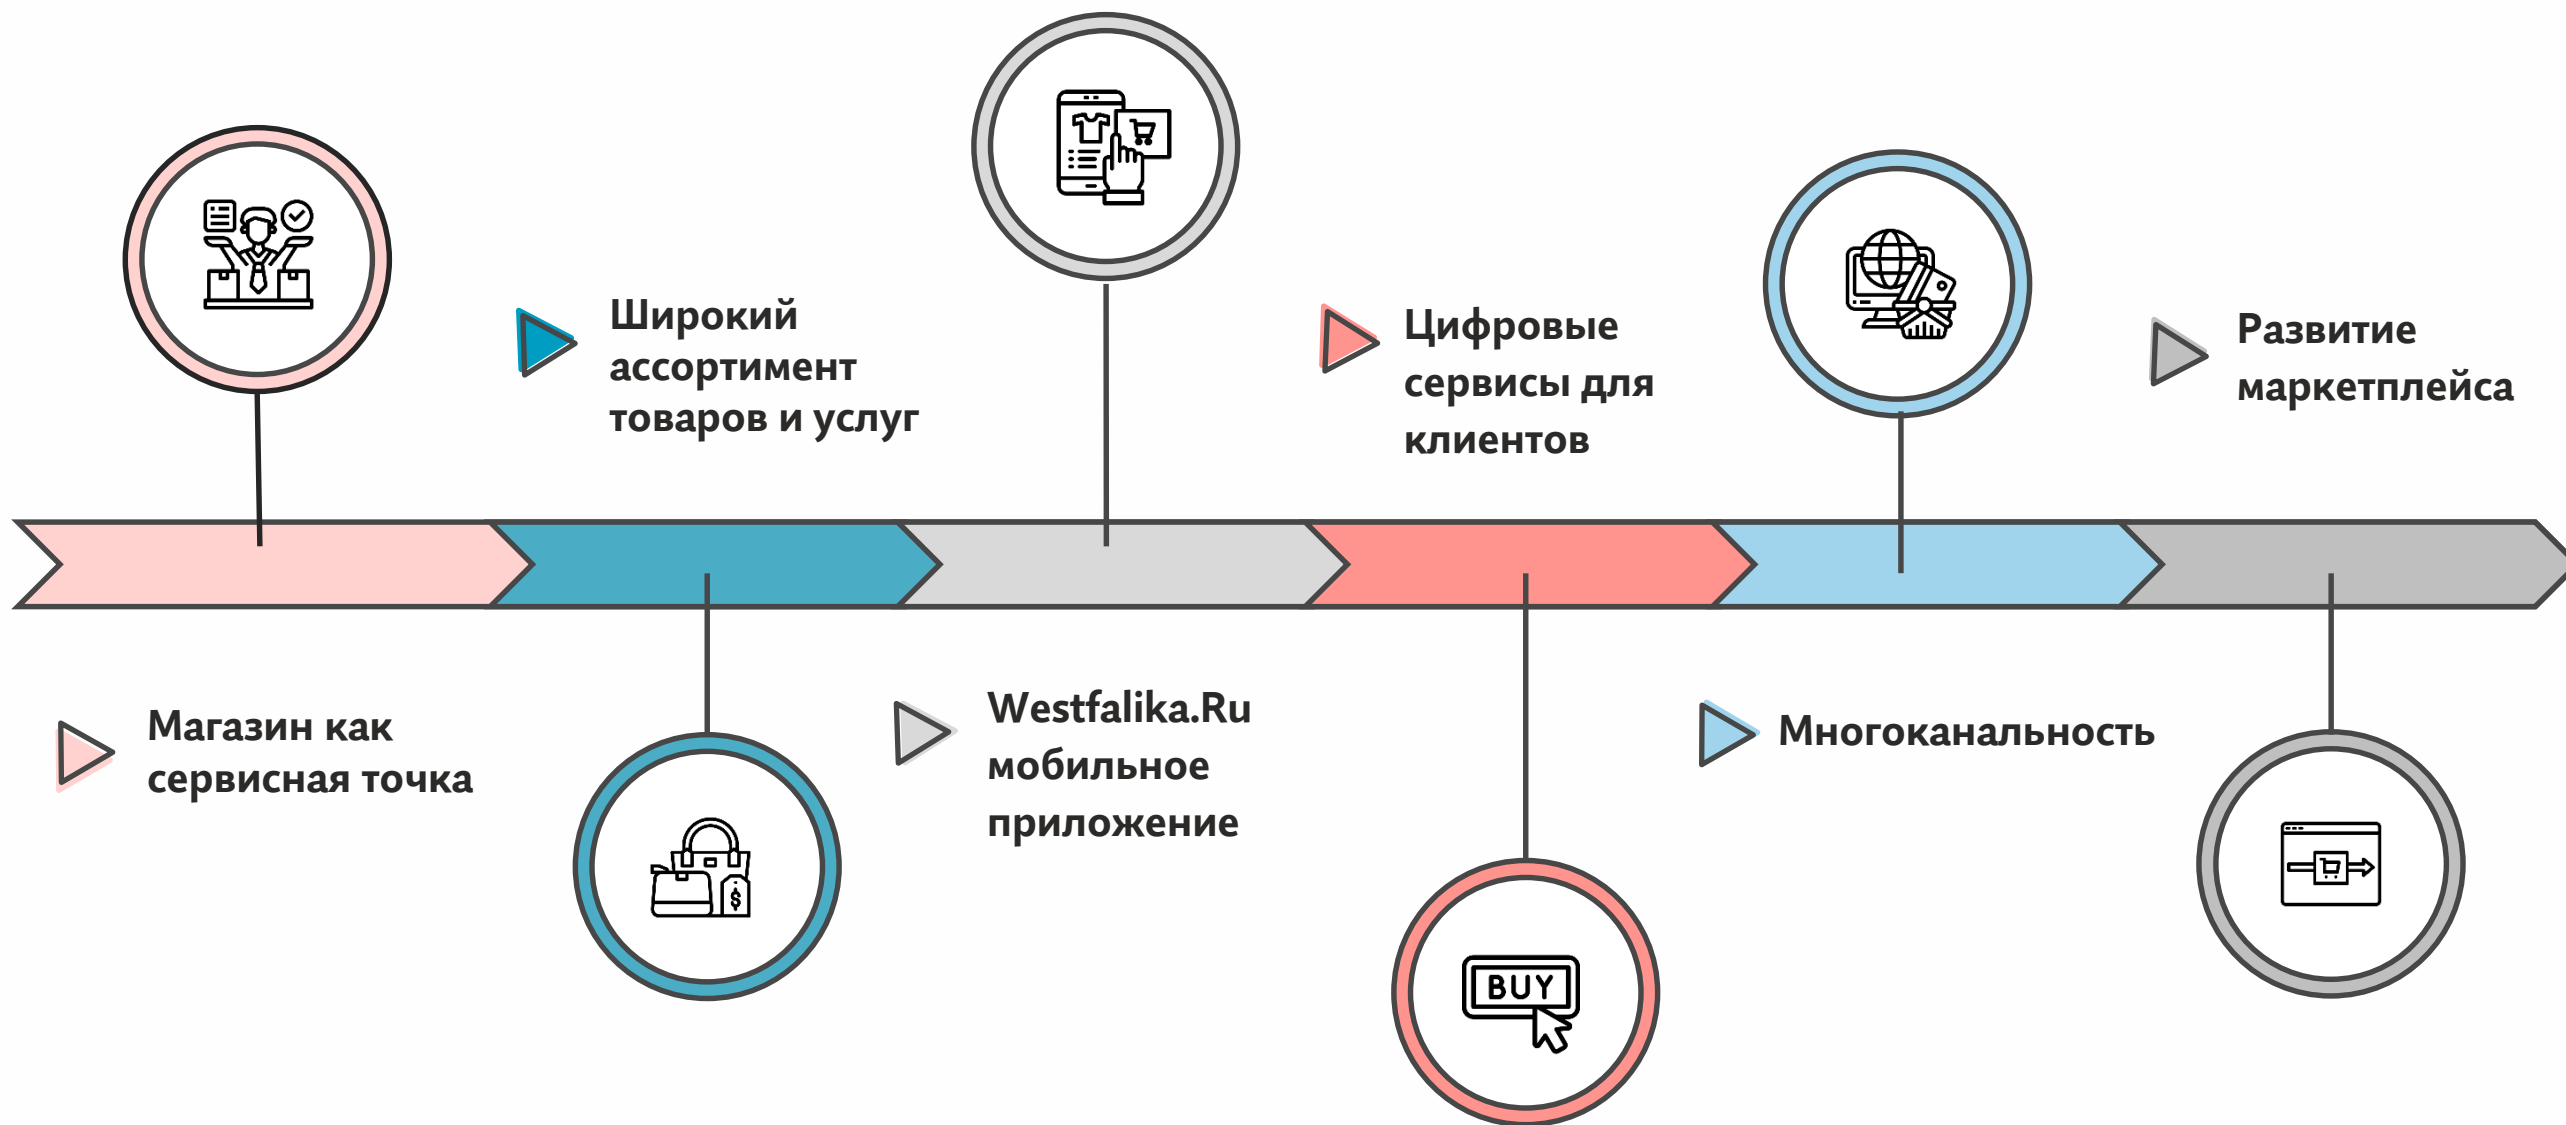 Магазин как
сервисная точка
Широкий
ассортимент
товаров и услуг
$
Westfalika.Ru
мобильное
приложение
Цифровые
сервисы для
клиентов
BUY
Многоканальность
Развитие
маркетплейса